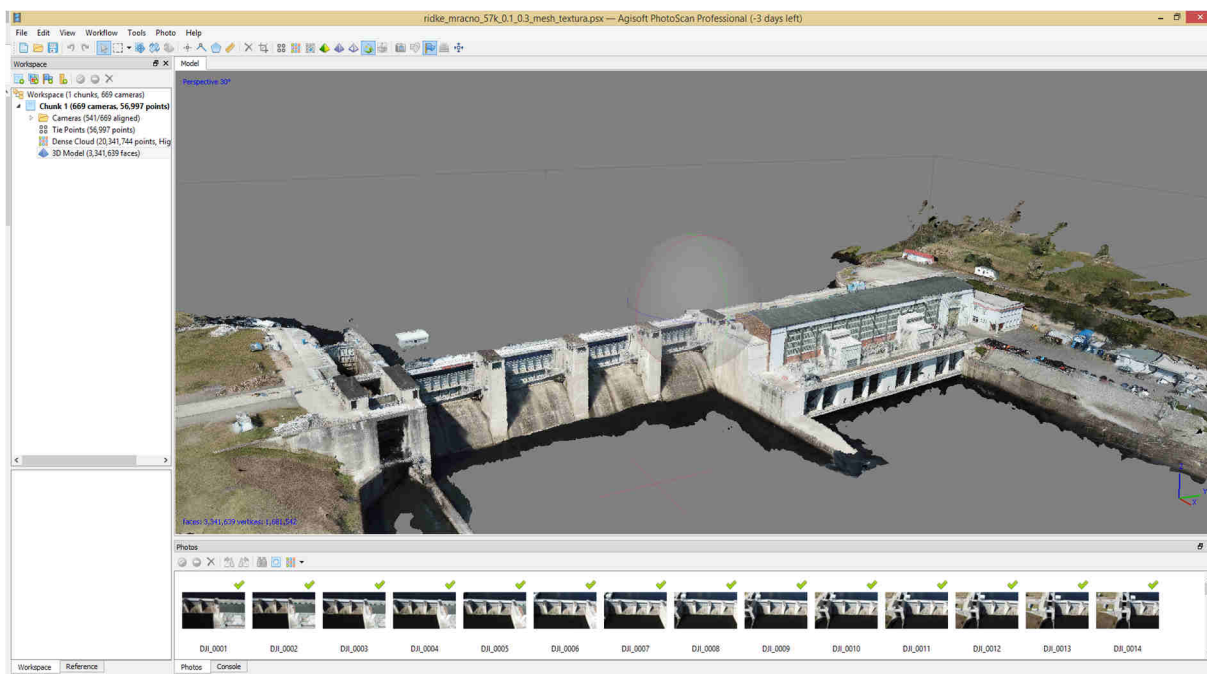 ridke_mracno_57k_0.1_0.3_mesh_textura.psx — Agisoft PhotoScan Professional (-3 days left)
File Edit View Workflow Tools Photo Help
Workspace
Model
Perspective 30°
Workspace (1 chunks, 669 cameras)
Chunk 1 (669 cameras, 56,997 points)
Cameras (541/669 aligned)
Tie Points (56,997 points)
Dense Cloud (20,341,744 points, Hig
3D Model (3,341,639 faces)
Z
Y
X
Faces: 3,341,639 vertices: 1,681,542
Photos
DJI_0001 DJI_0002 DJI_0003 DJI_0004 DJI_0005 DJI_0006 DJI_0007 DJI_0008 DJI_0009 DJI_0010 DJI_0011 DJI_0012 DJI_0013 DJI_0014
Workspace Reference
Photos Console